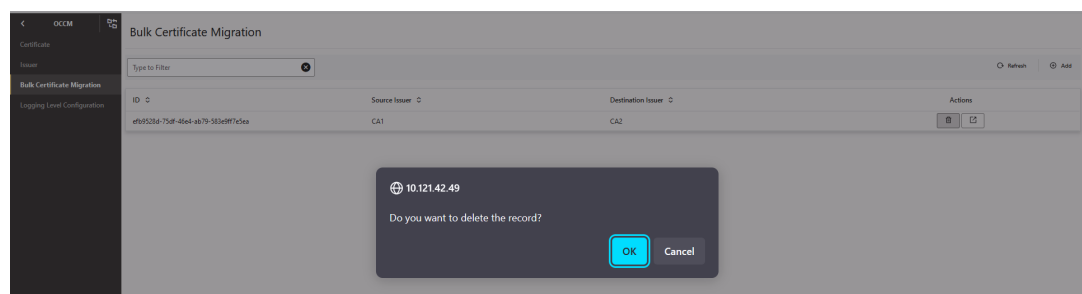 OCCM
Certificate
Issuer
Bulk Certificate Migration
Logging Level Configuration
Bulk Certificate Migration
Type to Filter
Refresh
Add
ID
Source Issuer
Destination Issuer
Actions
efb9528d-75df-46e4-ab79-583e9ff7e5ea
CA1
CA2
10.121.42.49
Do you want to delete the record?
OK
Cancel